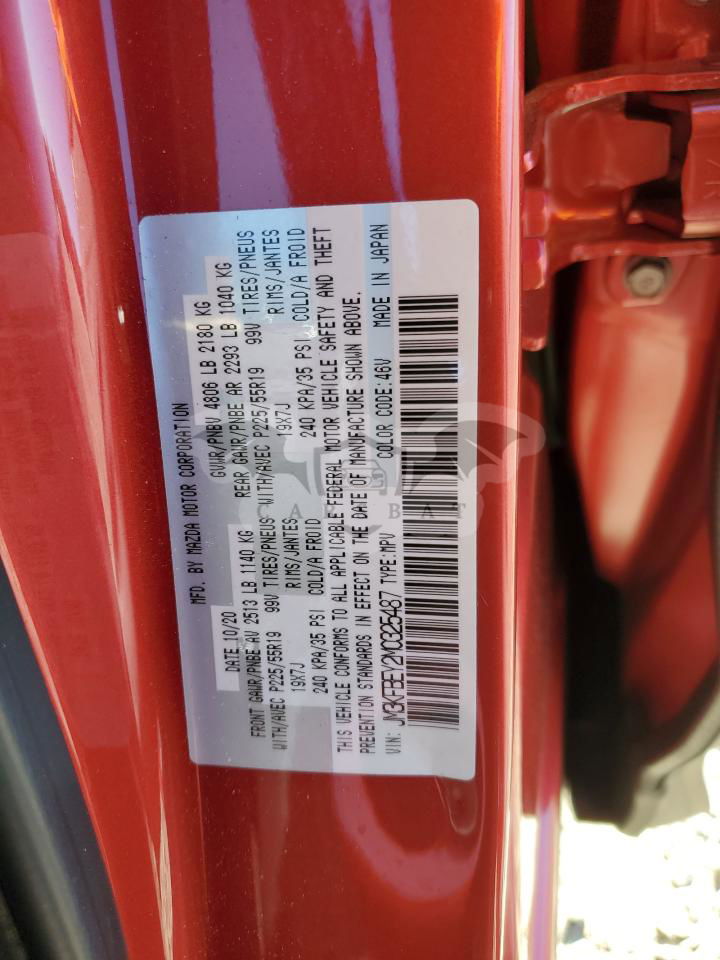 MFD. BY MAZDA MOTOR CORPORATION
DATE 10/20 GVWR/PNBV 4806 LB 2180 KG
FRONT GAWR/PNBE AV 2513 LB 1140 KG REAR GAWR/PNBE AR 2293 LB 1040 KG
WITH/AVEC P225/55R19 99V TIRES/PNEUS WITH/AVEC P225/55R19 99V TIRES/PNEUS
19X7J RIMS/JANTES 19X7J RIMS/JANTES
240 KPA/35 PSI COLD/A FROID 240 KPA/35 PSI COLD/A FROID
THIS VEHICLE CONFORMS TO ALL APPLICABLE FEDERAL MOTOR VEHICLE SAFETY AND THEFT
PREVENTION STANDARDS IN EFFECT ON THE DATE OF MANUFACTURE SHOWN ABOVE.
VIN: JM3KFBEY2M0325487 TYPE:MPV COLOR CODE:46V MADE IN JAPAN
CAR BAT